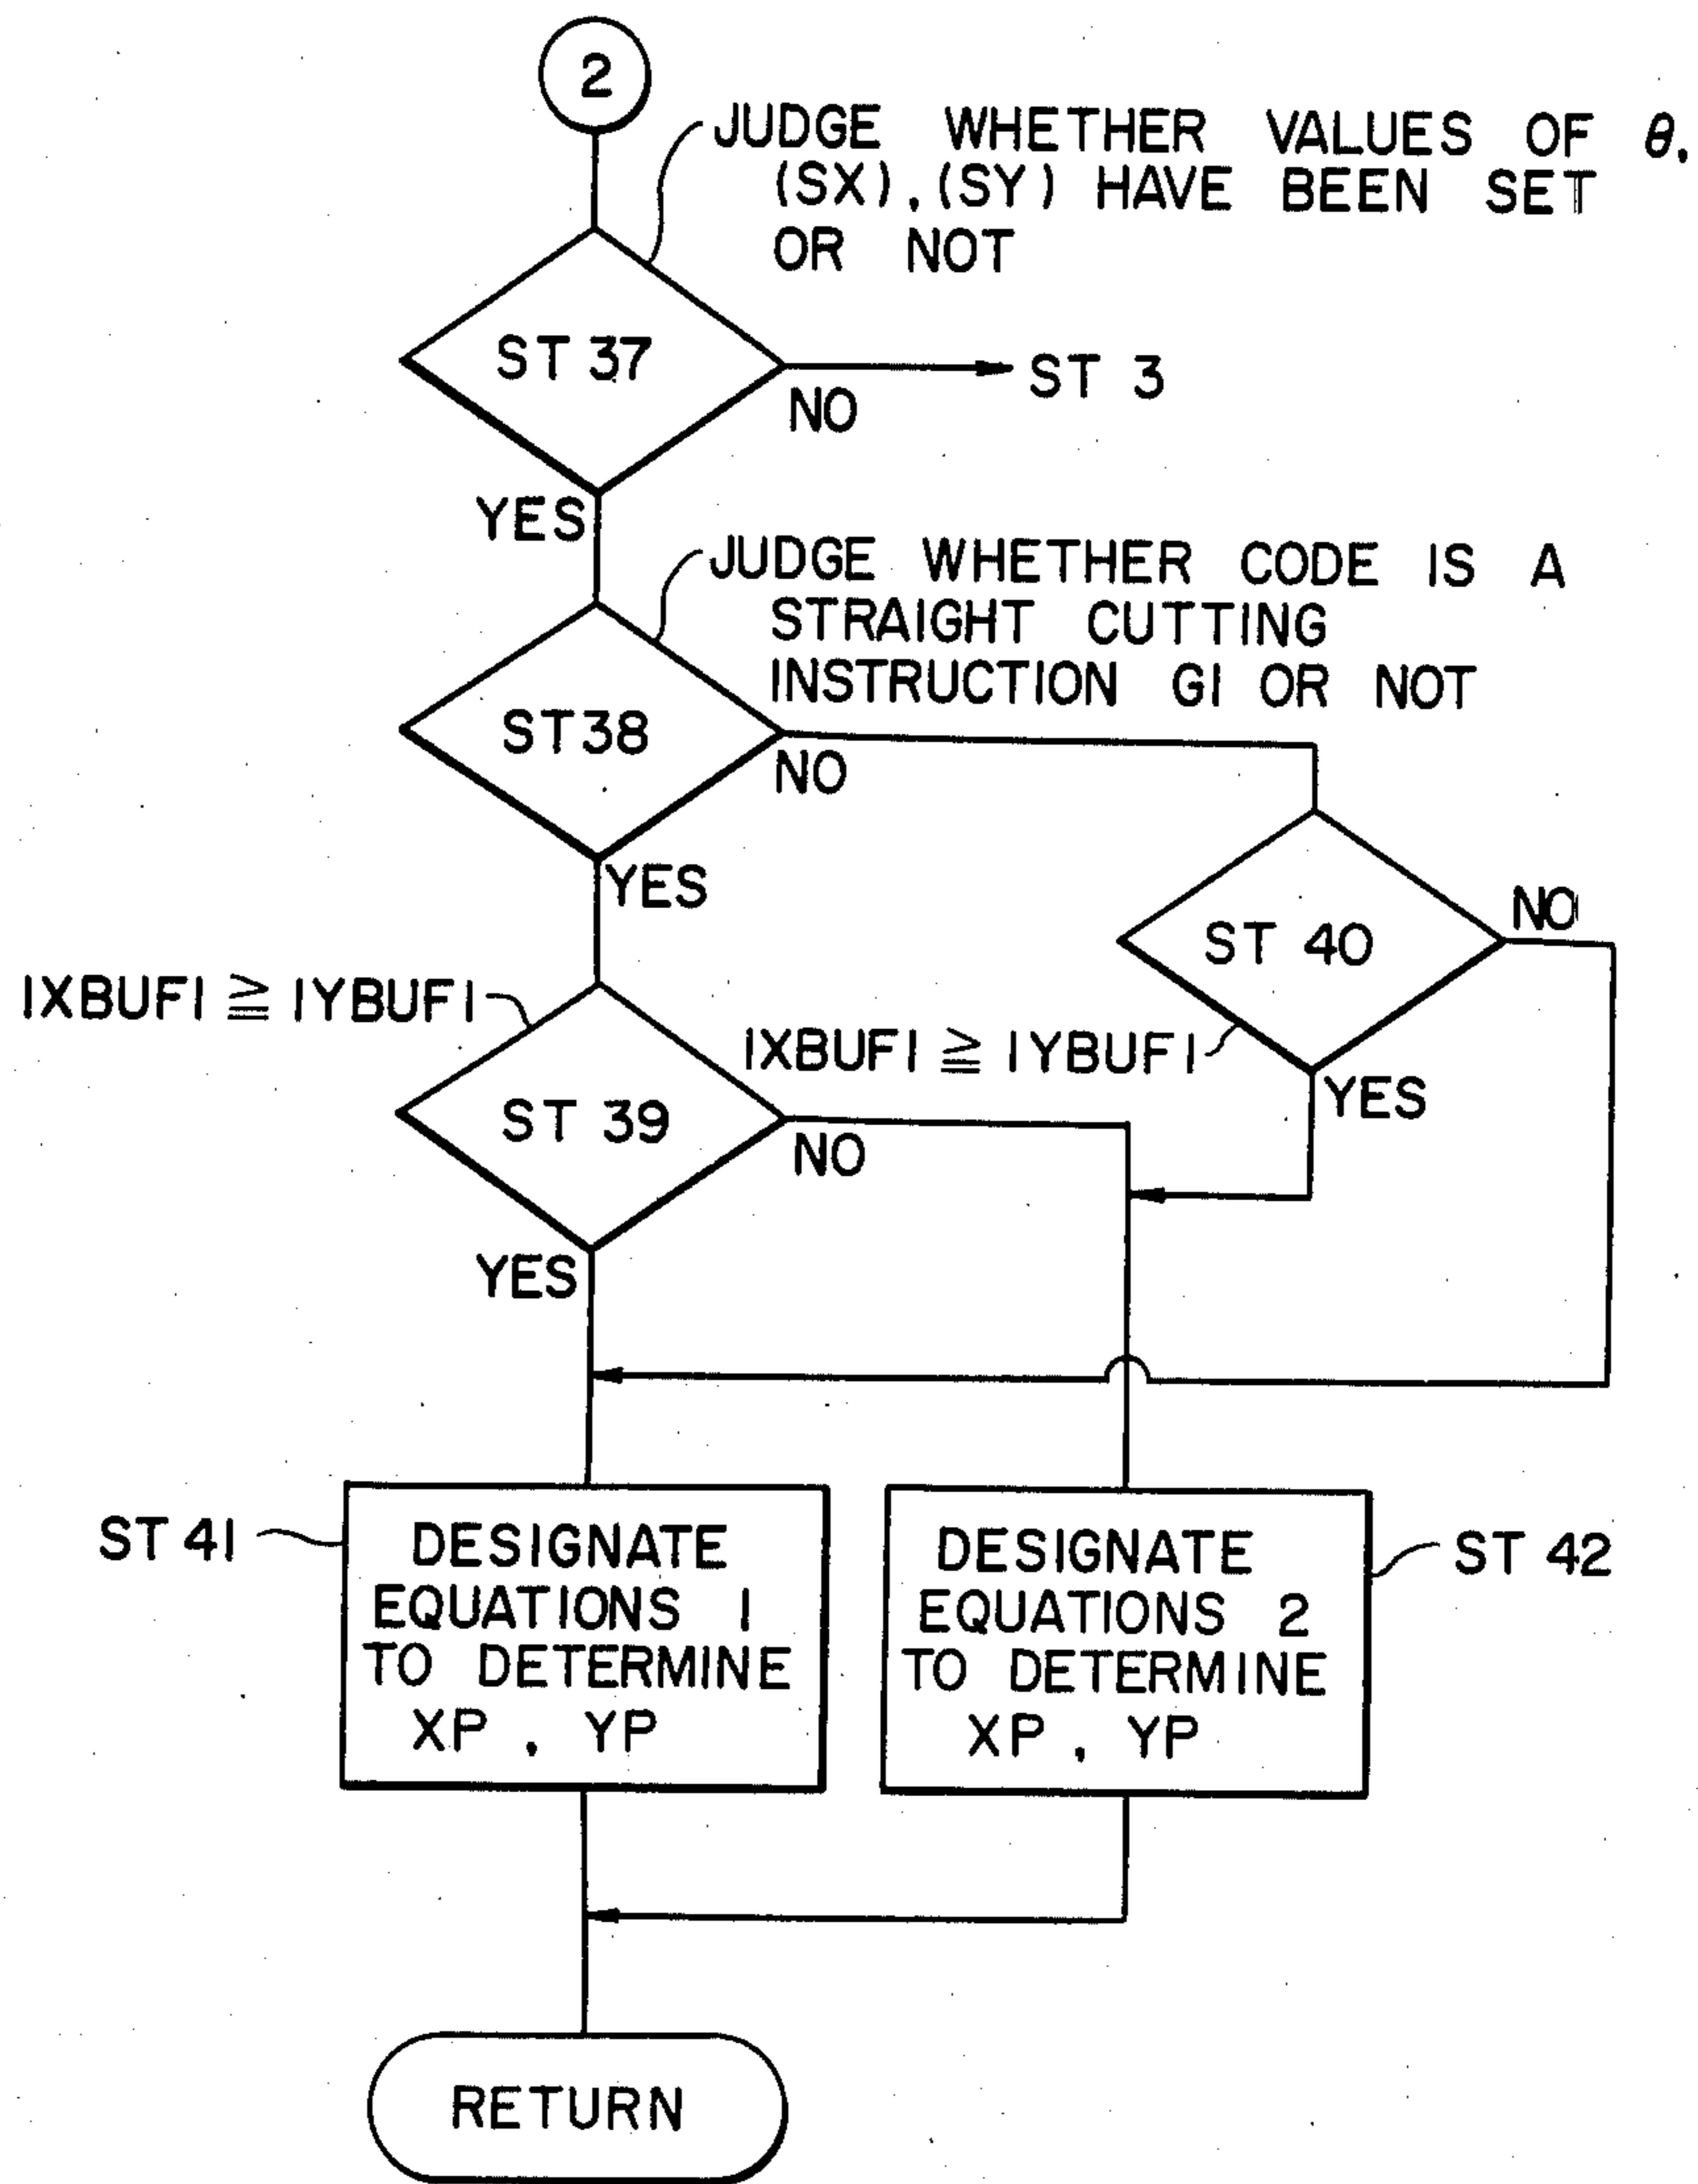 2
JUDGE WHETHER VALUES OF θ,
(SX), (SY) HAVE BEEN SET
OR NOT
ST 37
ST 3
NO
YES
JUDGE WHETHER CODE IS A
STRAIGHT CUTTING
INSTRUCTION G1 OR NOT
ST38
NO
YES
NO
ST 40
|XBUF| ≧ |YBUF|
|XBUF| ≧ |YBUF|
YES
ST 39
NO
YES
ST 41
DESIGNATE
EQUATIONS 1
TO DETERMINE
XP, YP
DESIGNATE
EQUATIONS 2
TO DETERMINE
XP, YP
ST 42
RETURN